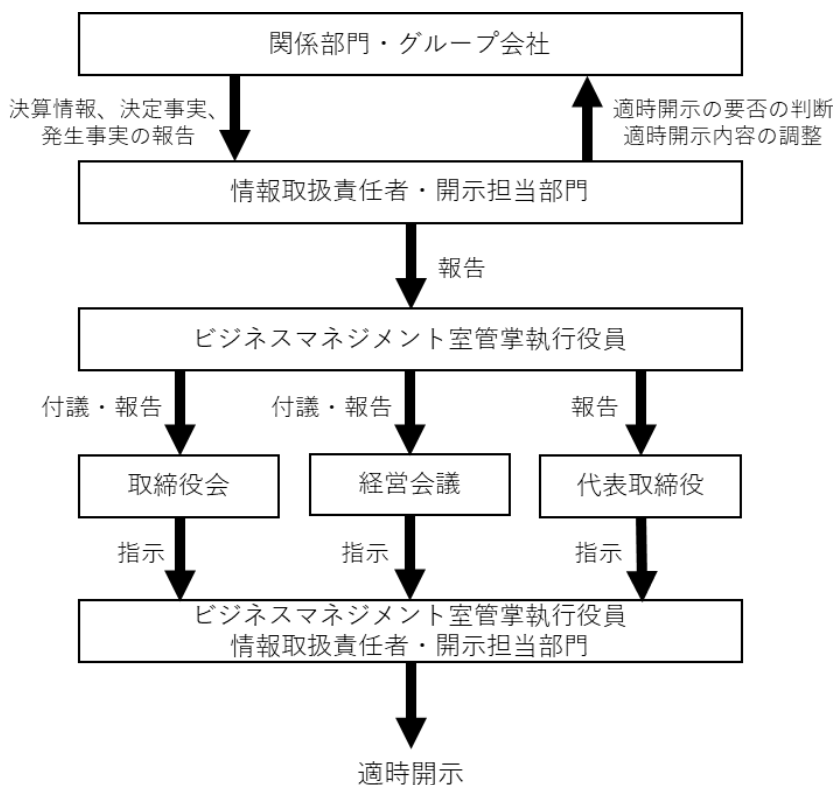 関係部門・グループ会社
決算情報、決定事実、
発生事実の報告
適時開示の要否の判断
適時開示内容の調整
情報取扱責任者・開示担当部門
報告
ビジネスマネジメント室管掌執行役員
付議・報告
付議・報告
報告
取締役会
経営会議
代表取締役
指示
指示
指示
ビジネスマネジメント室管掌執行役員
情報取扱責任者・開示担当部門
適時開示